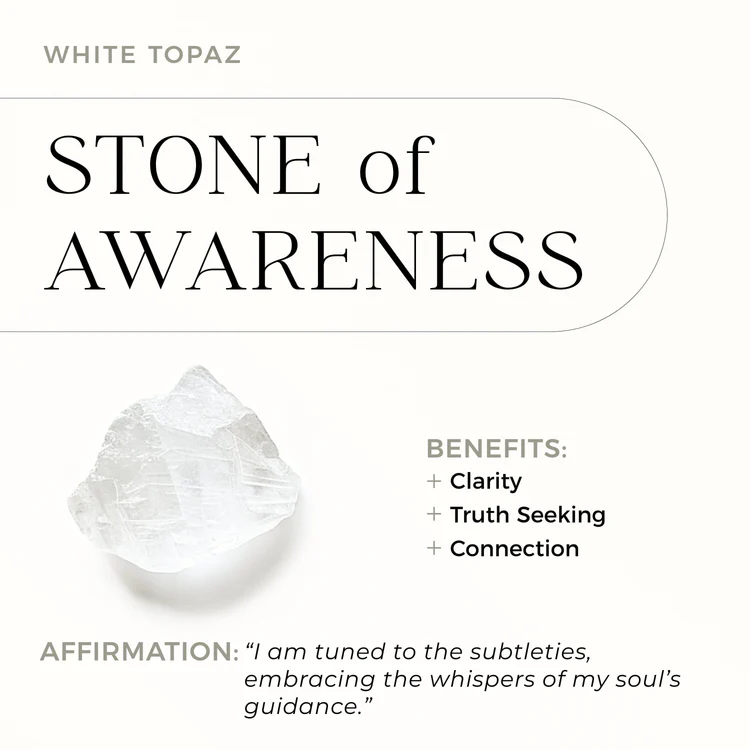 WHITE TOPAZ
STONE of
AWARENESS
BENEFITS:
+ Clarity
+ Truth Seeking
+ Connection
AFFIRMATION: “I am tuned to the subtleties,
embracing the whispers of my soul’s
guidance.”